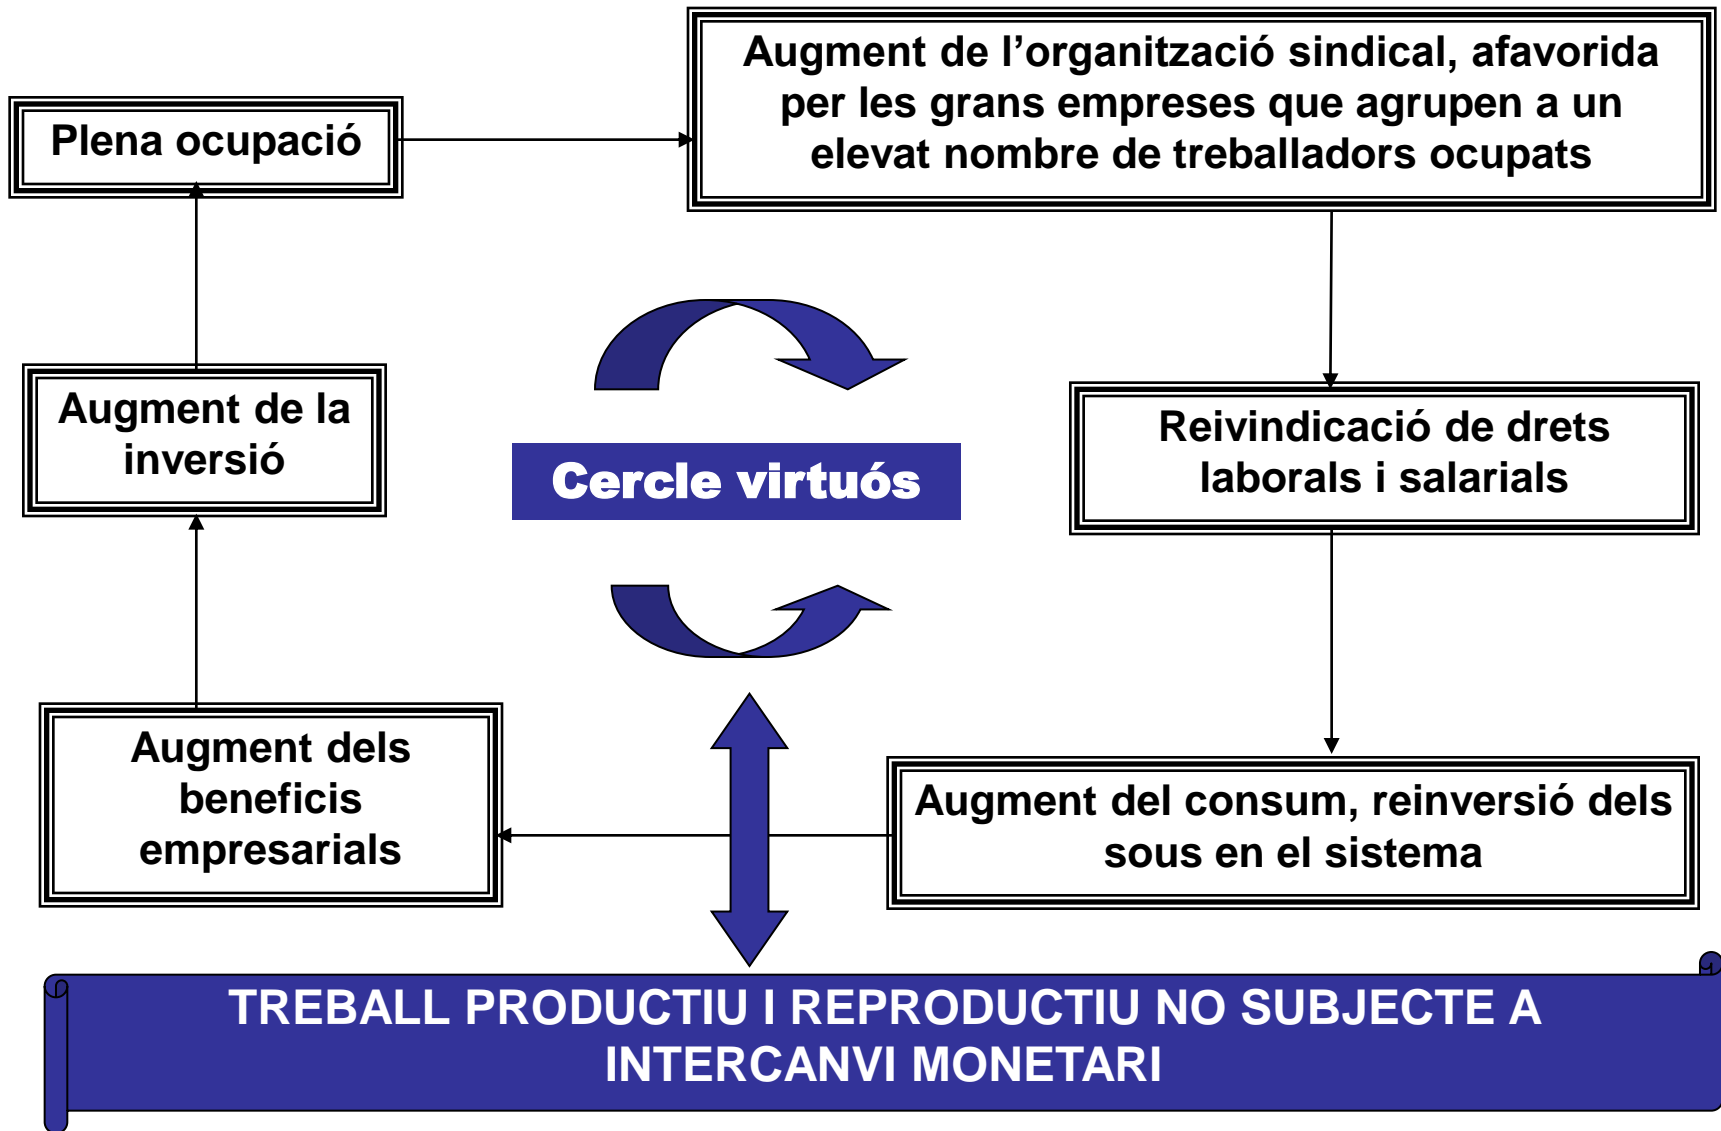 Plena ocupació
Augment de l’organització sindical, afavorida
per les grans empreses que agrupen a un
elevat nombre de treballadors ocupats
Augment de la
inversió
Cercle virtuós
Reivindicació de drets
laborals i salarials
Augment dels
beneficis
empresarials
Augment del consum, reinversió dels
sous en el sistema
TREBALL PRODUCTIU I REPRODUCTIU NO SUBJECTE A
INTERCANVI MONETARI